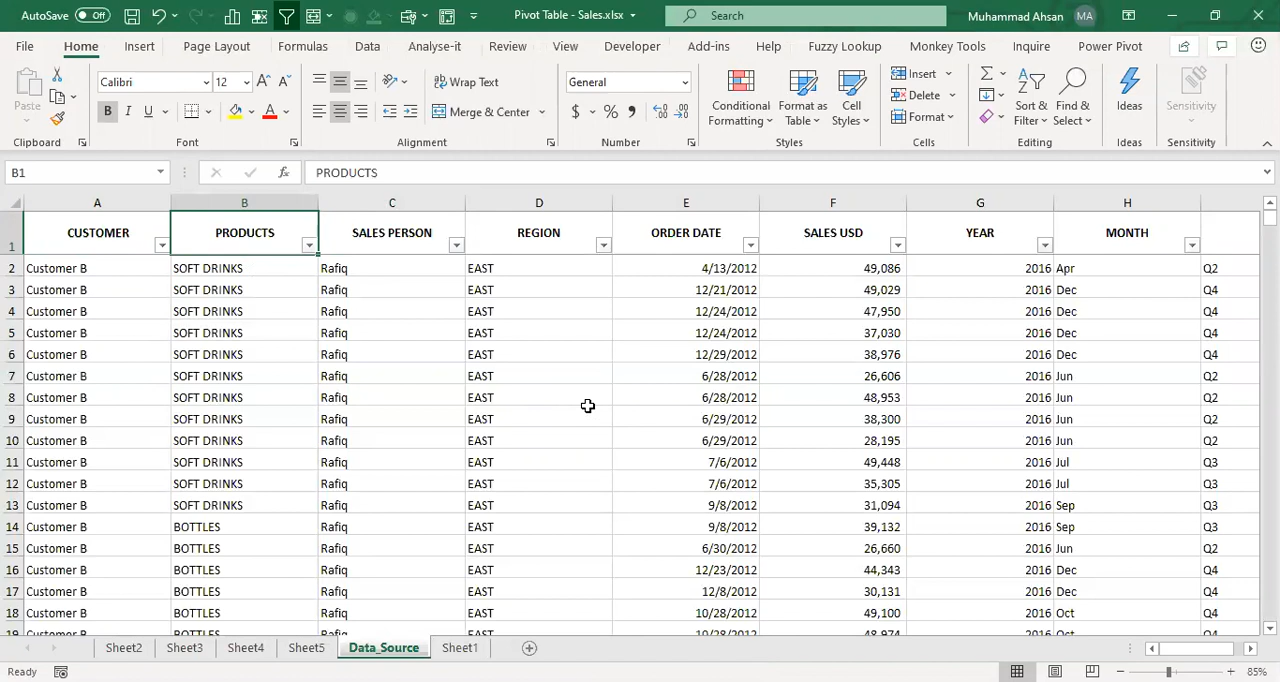 AutoSave Off Pivot Table - Sales.xlsx Search Muhammad Ahsan MA
File Home Insert Page Layout Formulas Data Analyse-it Review View Developer Add-ins Help Fuzzy Lookup Monkey Tools Inquire Power Pivot
Paste Calibri 12 A A Wrap Text General Conditional Formatting Format as Table Cell Styles Insert Delete Format Sort & Filter Find & Select Ideas Sensitivity
B I U A Merge & Center $ % ,
Clipboard Font Alignment Number Styles Cells Editing Ideas Sensitivity
B1 fx PRODUCTS
A B C D E F G H
1 CUSTOMER PRODUCTS SALES PERSON REGION ORDER DATE SALES USD YEAR MONTH
2 Customer B SOFT DRINKS Rafiq EAST 4/13/2012 49,086 2016 Apr Q2
3 Customer B SOFT DRINKS Rafiq EAST 12/21/2012 49,029 2016 Dec Q4
4 Customer B SOFT DRINKS Rafiq EAST 12/24/2012 47,950 2016 Dec Q4
5 Customer B SOFT DRINKS Rafiq EAST 12/24/2012 37,030 2016 Dec Q4
6 Customer B SOFT DRINKS Rafiq EAST 12/29/2012 38,976 2016 Dec Q4
7 Customer B SOFT DRINKS Rafiq EAST 6/28/2012 26,606 2016 Jun Q2
8 Customer B SOFT DRINKS Rafiq EAST 6/28/2012 48,953 2016 Jun Q2
9 Customer B SOFT DRINKS Rafiq EAST 6/29/2012 38,300 2016 Jun Q2
10 Customer B SOFT DRINKS Rafiq EAST 6/29/2012 28,195 2016 Jun Q2
11 Customer B SOFT DRINKS Rafiq EAST 7/6/2012 49,448 2016 Jul Q3
12 Customer B SOFT DRINKS Rafiq EAST 7/6/2012 35,305 2016 Jul Q3
13 Customer B SOFT DRINKS Rafiq EAST 9/8/2012 31,094 2016 Sep Q3
14 Customer B BOTTLES Rafiq EAST 9/8/2012 39,132 2016 Sep Q3
15 Customer B BOTTLES Rafiq EAST 6/30/2012 26,660 2016 Jun Q2
16 Customer B BOTTLES Rafiq EAST 12/23/2012 44,343 2016 Dec Q4
17 Customer B BOTTLES Rafiq EAST 12/8/2012 30,131 2016 Dec Q4
18 Customer B BOTTLES Rafiq EAST 10/28/2012 49,100 2016 Oct Q4
19 Customer B BOTTLES Rafiq EAST 10/28/2012 48,974 2016 Oct Q4
Sheet2 Sheet3 Sheet4 Sheet5 Data_Source Sheet1
Ready 85%